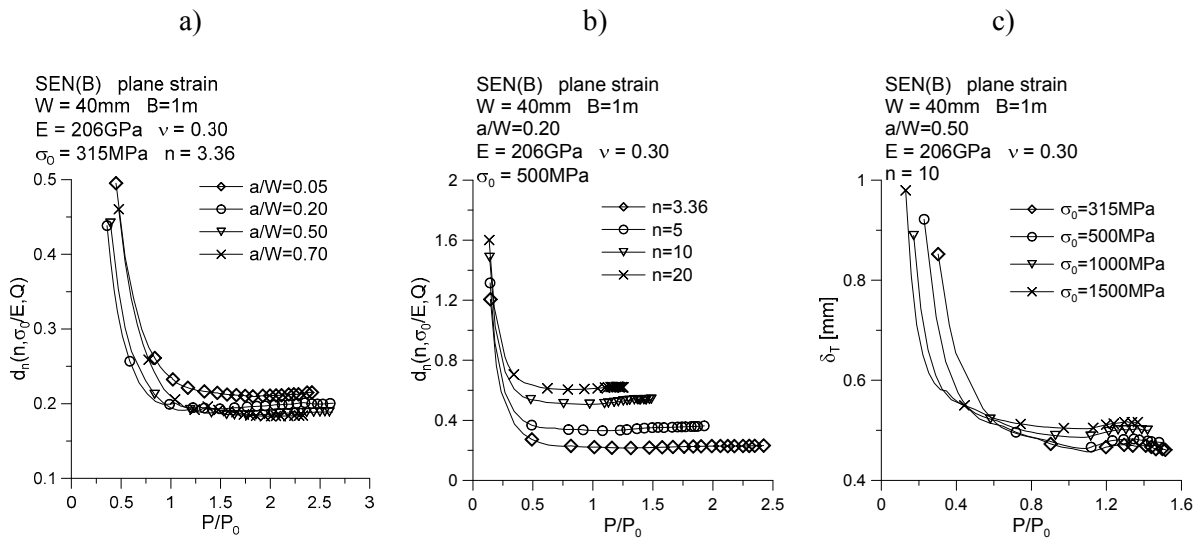 a)
SEN(B) plane strain
W = 40mm B=1m
E = 206GPa ν = 0.30
σ₀ = 315MPa n = 3.36
0.5
0.4
0.3
0.2
0.1
dₙ(n,σ₀/E,Q)
a/W=0.05
a/W=0.20
a/W=0.50
a/W=0.70
0 0.5 1 1.5 2 2.5 3
P/P₀
b)
SEN(B) plane strain
W = 40mm B=1m
a/W=0.20
E = 206GPa ν = 0.30
σ₀ = 500MPa
2
1.6
1.2
0.8
0.4
0
dₙ(n,σ₀/E,Q)
n=3.36
n=5
n=10
n=20
0 0.5 1 1.5 2 2.5
P/P₀
c)
SEN(B) plane strain
W = 40mm B=1m
a/W=0.50
E = 206GPa ν = 0.30
n = 10
1
0.8
0.6
0.4
δT [mm]
σ₀=315MPa
σ₀=500MPa
σ₀=1000MPa
σ₀=1500MPa
0 0.4 0.8 1.2 1.6
P/P₀